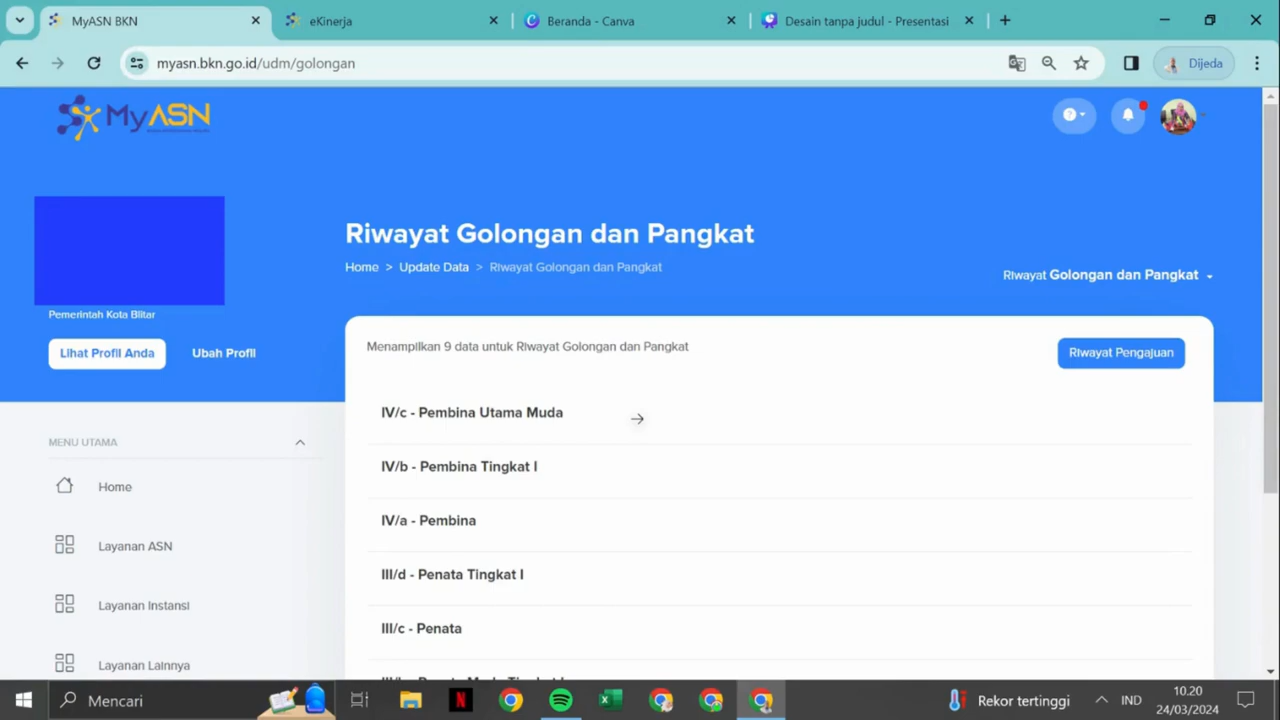 MyASN BKN
eKinerja
Beranda - Canva
Desain tanpa judul - Presentasi
myasn.bkn.go.id/udm/golongan
Dijeda
MyASN
Riwayat Golongan dan Pangkat
Home > Update Data > Riwayat Golongan dan Pangkat
Riwayat Golongan dan Pangkat
Pemerintah Kota Blitar
Lihat Profil Anda
Ubah Profil
Menampilkan 9 data untuk Riwayat Golongan dan Pangkat
Riwayat Pengajuan
IV/c - Pembina Utama Muda
IV/b - Pembina Tingkat I
IV/a - Pembina
III/d - Penata Tingkat I
III/c - Penata
MENU UTAMA
Home
Layanan ASN
Layanan Instansi
Layanan Lainnya
Mencari
Rekor tertinggi
IND
10.20
24/03/2024